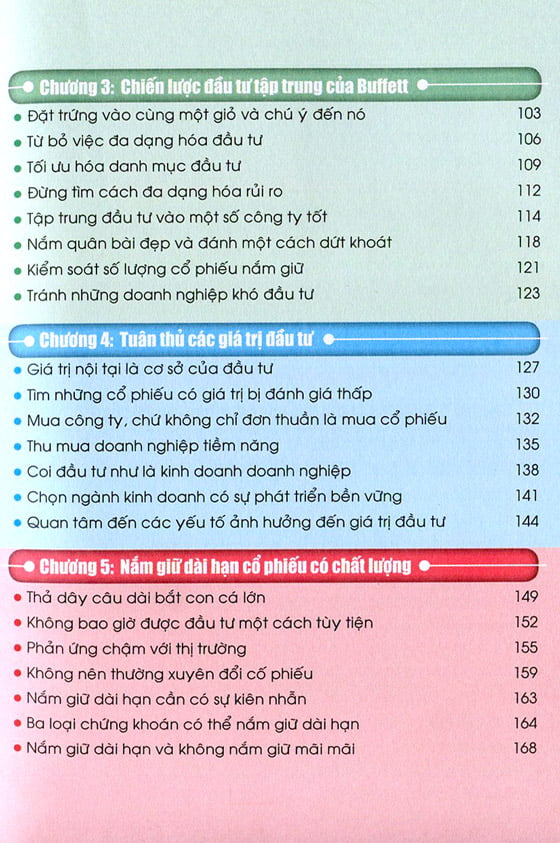 Chương 3: Chiến lược đầu tư tập trung của Buffett
Đặt trứng vào cùng một giỏ và chú ý đến nó 103
Từ bỏ việc đa dạng hóa đầu tư 106
Tối ưu hóa danh mục đầu tư 109
Đừng tìm cách đa dạng hóa rủi ro 112
Tập trung đầu tư vào một số công ty tốt 114
Nắm quân bài đẹp và đánh một cách dứt khoát 118
Kiểm soát số lượng cổ phiếu nắm giữ 121
Tránh những doanh nghiệp khó đầu tư 123
Chương 4: Tuân thủ các giá trị đầu tư
Giá trị nội tại là cơ sở của đầu tư 127
Tìm những cổ phiếu có giá trị bị đánh giá thấp 130
Mua công ty, chứ không chỉ đơn thuần là mua cổ phiếu 132
Thu mua doanh nghiệp tiềm năng 135
Coi đầu tư như là kinh doanh doanh nghiệp 138
Chọn ngành kinh doanh có sự phát triển bền vững 141
Quan tâm đến các yếu tố ảnh hưởng đến giá trị đầu tư 144
Chương 5: Nắm giữ dài hạn cổ phiếu có chất lượng
Thả dây câu dài bắt con cá lớn 149
Không bao giờ được đầu tư một cách tùy tiện 152
Phản ứng chậm với thị trường 155
Không nên thường xuyên đổi cổ phiếu 159
Nắm giữ dài hạn cần có sự kiên nhẫn 163
Ba loại chứng khoán có thể nắm giữ dài hạn 164
Nắm giữ dài hạn và không nắm giữ mãi mãi 168